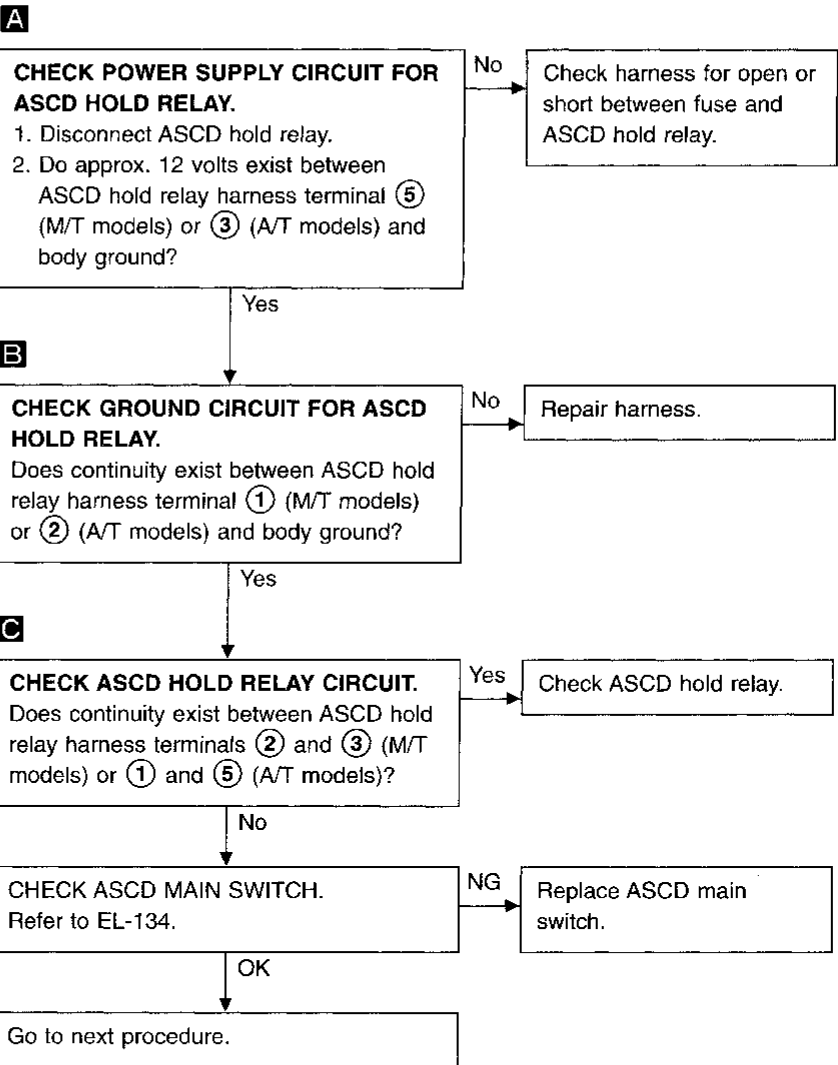 A
CHECK POWER SUPPLY CIRCUIT FOR
ASCD HOLD RELAY.
1. Disconnect ASCD hold relay.
2. Do approx. 12 volts exist between
ASCD hold relay harness terminal ⑤
(M/T models) or ③ (A/T models) and
body ground?
No
Check harness for open or
short between fuse and
ASCD hold relay.
Yes
B
CHECK GROUND CIRCUIT FOR ASCD
HOLD RELAY.
Does continuity exist between ASCD hold
relay harness terminal ① (M/T models)
or ② (A/T models) and body ground?
No
Repair harness.
Yes
C
CHECK ASCD HOLD RELAY CIRCUIT.
Does continuity exist between ASCD hold
relay harness terminals ② and ③ (M/T
models) or ① and ⑤ (A/T models)?
Yes
Check ASCD hold relay.
No
CHECK ASCD MAIN SWITCH.
Refer to EL-134.
NG
Replace ASCD main
switch.
OK
Go to next procedure.